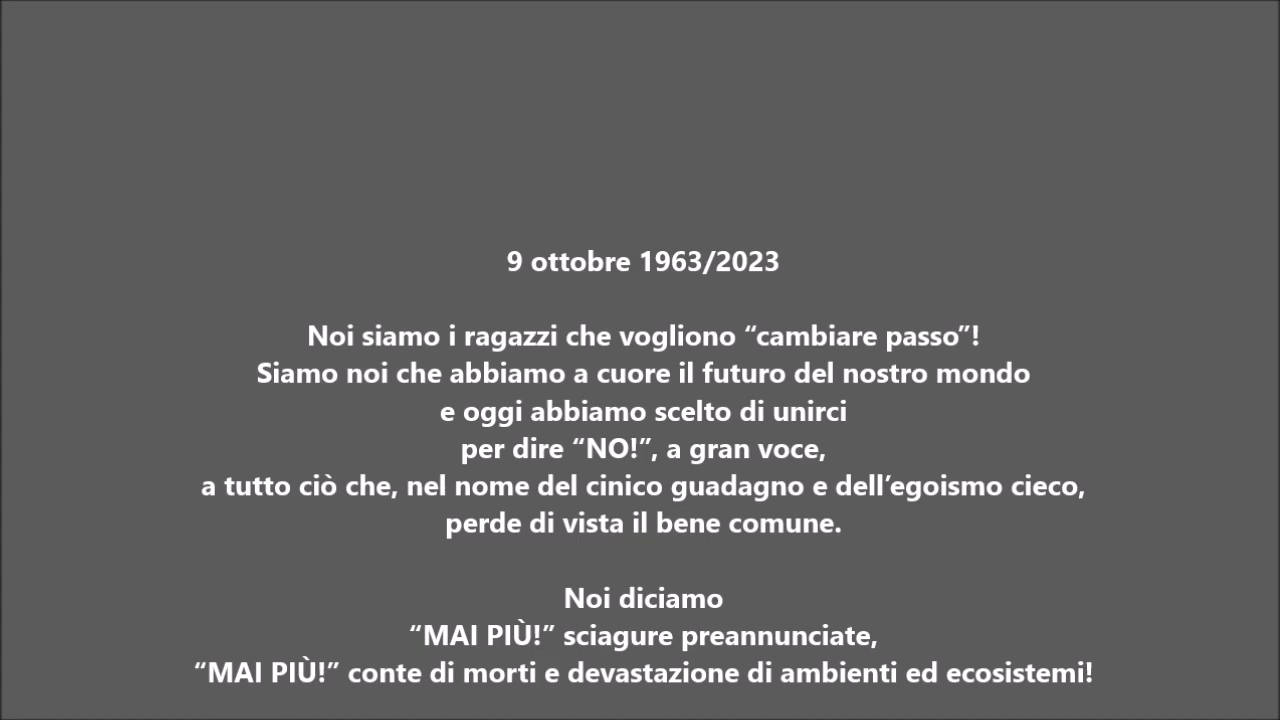 9 ottobre 1963/2023
Noi siamo i ragazzi che vogliono “cambiare passo”!
Siamo noi che abbiamo a cuore il futuro del nostro mondo
e oggi abbiamo scelto di unirci
per dire “NO!”, a gran voce,
a tutto ciò che, nel nome del cinico guadagno e dell’egoismo cieco,
perde di vista il bene comune.
Noi diciamo
“MAI PIÙ!” sciagure preannunciate,
“MAI PIÙ!” conte di morti e devastazione di ambienti ed ecosistemi!